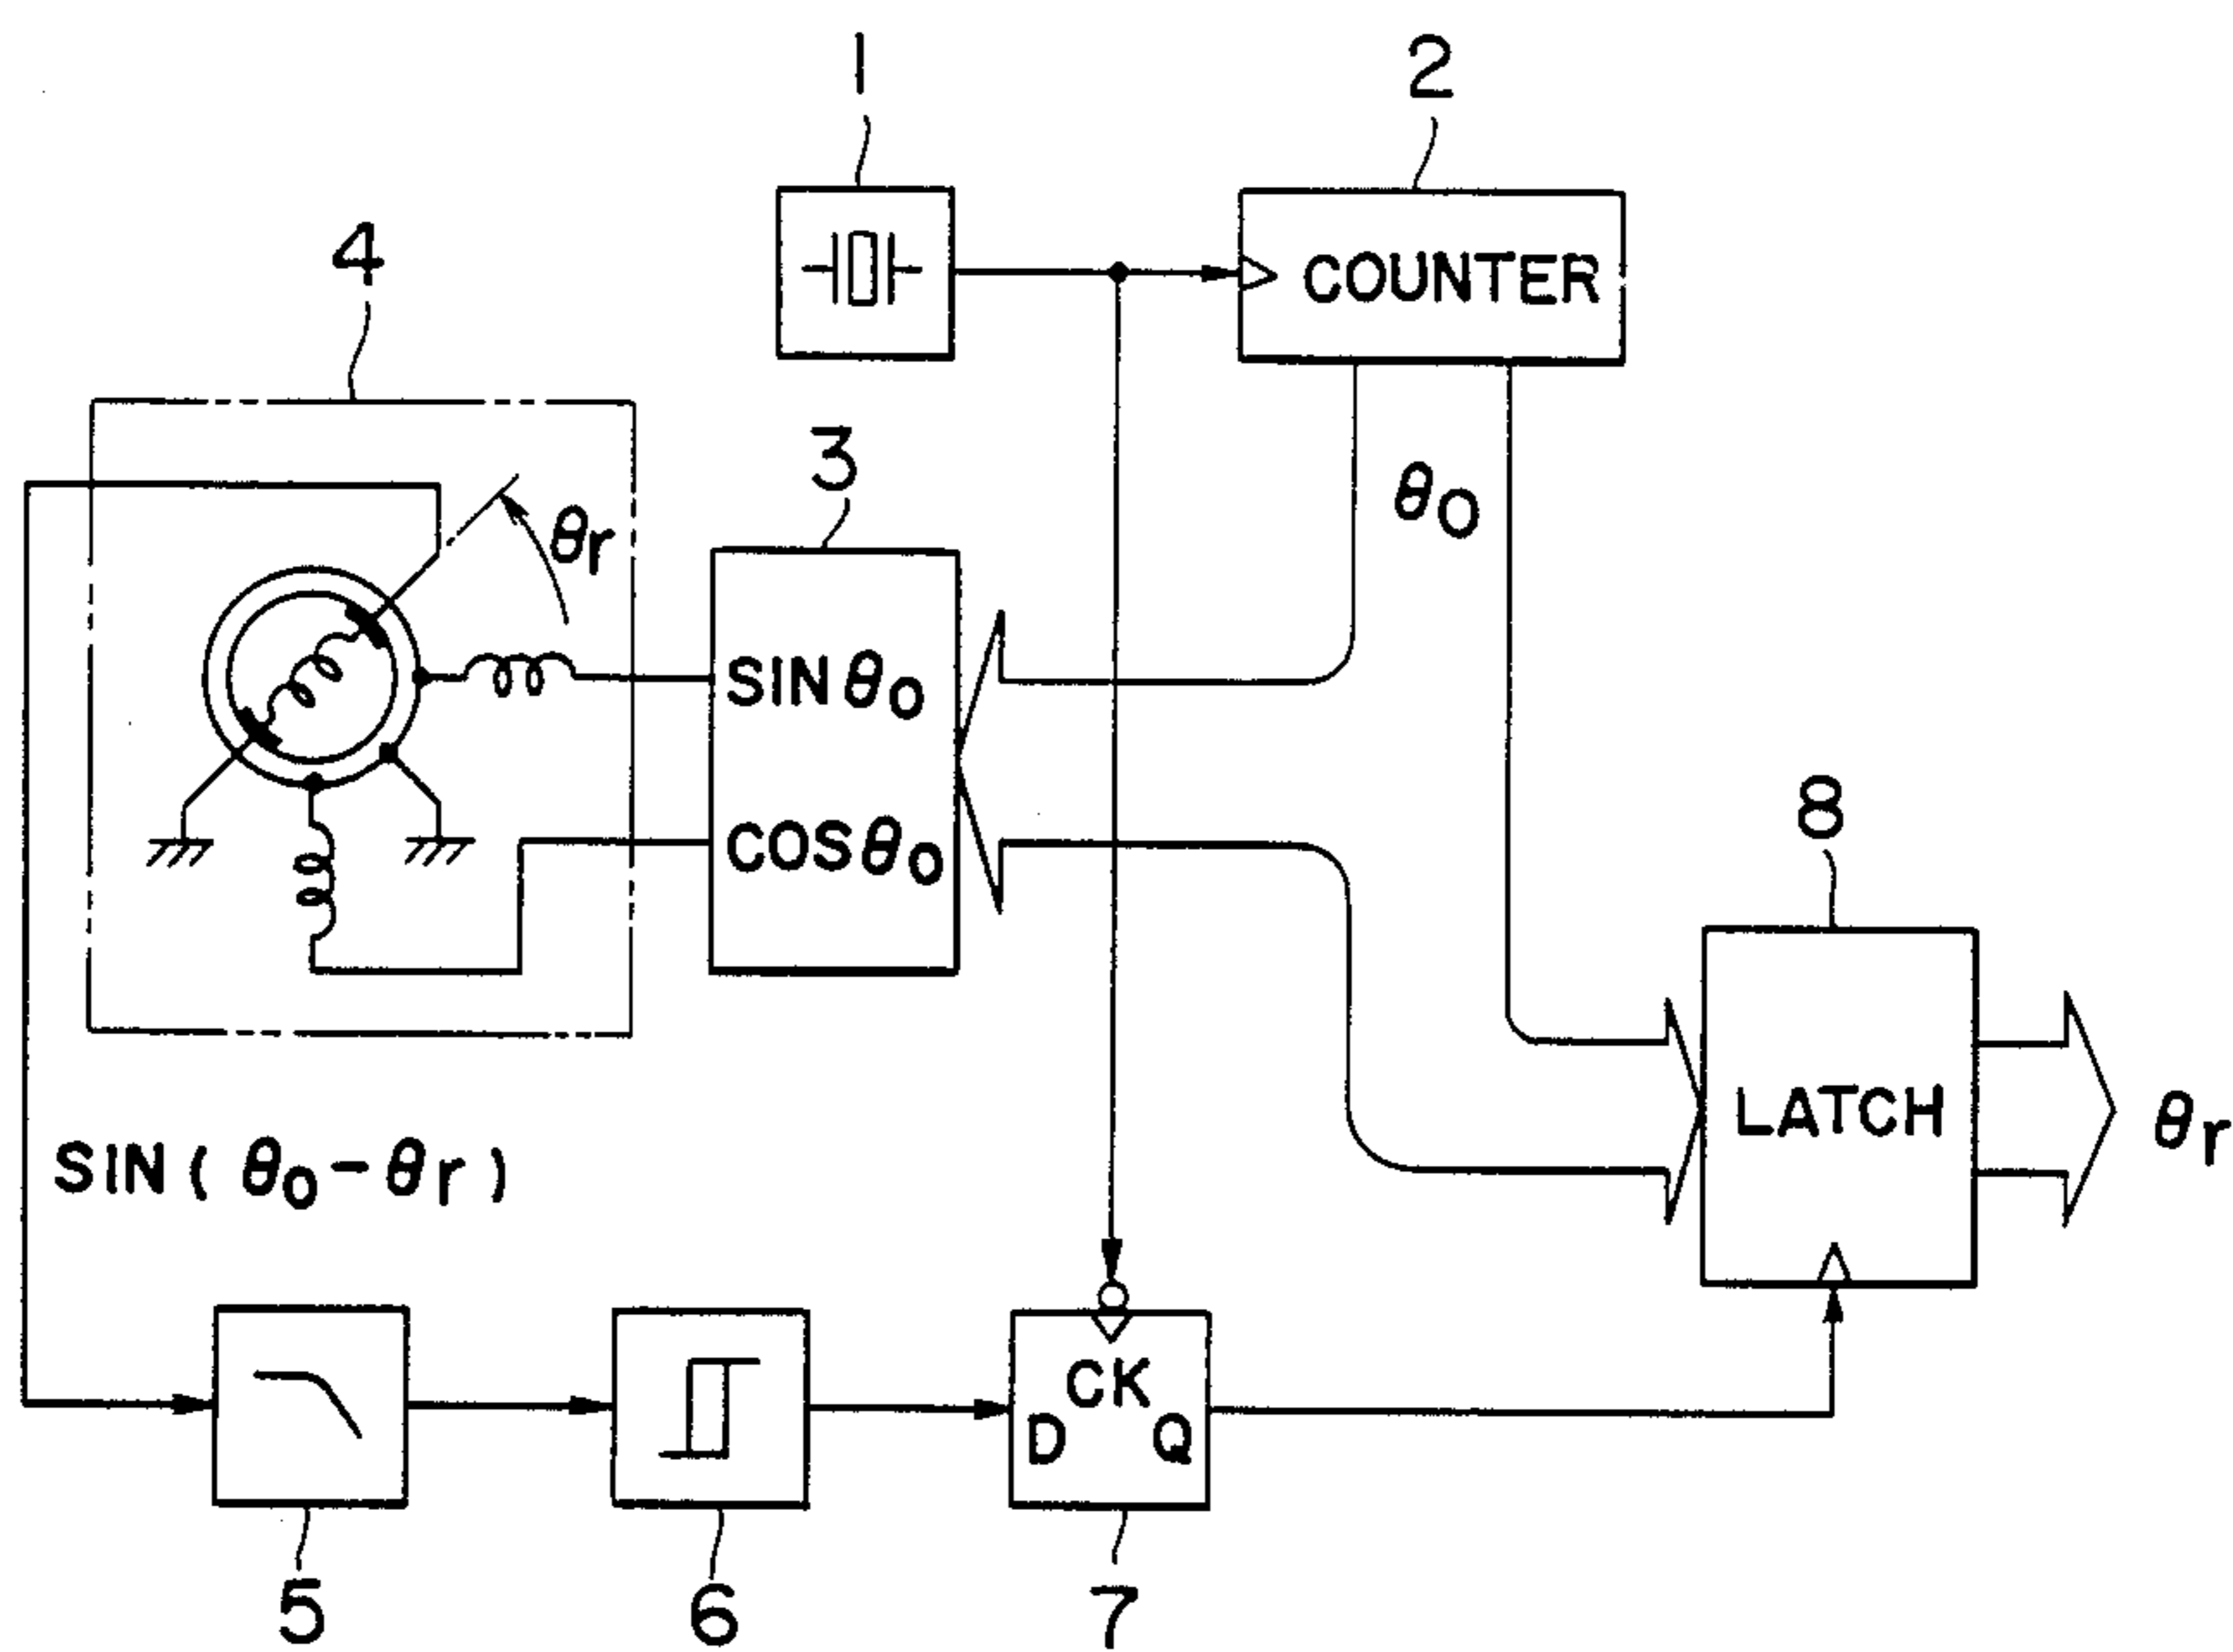 1
2
COUNTER
4
3
θr
θo
SIN θo
COS θo
8
LATCH
θr
SIN ( θo − θr )
CK
D Q
5
6
7